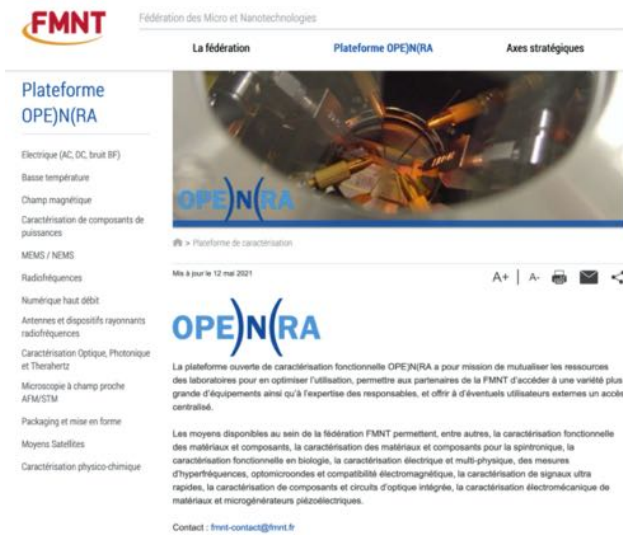 FMNT
Fédération des Micro et Nanotechnologies
La fédération
Plateforme OPE)N(RA
Axes stratégiques
Plateforme
OPE)N(RA
Electrique (AC, DC, bruit BF)
Basse température
Champ magnétique
Caractérisation de composants de
puissances
MEMS / NEMS
Radiofréquences
Numérique haut débit
Antennes et dispositifs rayonnants
radiofréquences
Caractérisation Optique, Photonique
et Therahertz
Microscopie à champ proche
AFM/STM
Packaging et mise en forme
Moyens Satellites
Caractérisation physico-chimique
OPE)N(RA
> Plateforme de caractérisation
Mis à jour le 12 mai 2021
A+ | A-
OPE)N(RA
La plateforme ouverte de caractérisation fonctionnelle OPE)N(RA a pour mission de mutualiser les ressources
des laboratoires pour en optimiser l'utilisation, permettre aux partenaires de la FMNT d'accéder à une variété plus
grande d'équipements ainsi qu'à l'expertise des responsables, et offrir à d'éventuels utilisateurs externes un accès
centralisé.
Les moyens disponibles au sein de la fédération FMNT permettent, entre autres, la caractérisation fonctionnelle
des matériaux et composants, la caractérisation des matériaux et composants pour la spintronique, la
caractérisation fonctionnelle en biologie, la caractérisation électrique et multi-physique, des mesures
d'hyperfréquences, optomicroondes et compatibilité électromagnétique, la caractérisation de signaux ultra
rapides, la caractérisation de composants et circuits d'optique intégrée, la caractérisation électromécanique de
matériaux et microgénérateurs piézoélectriques.
Contact : fmnt-contact@fmnt.fr